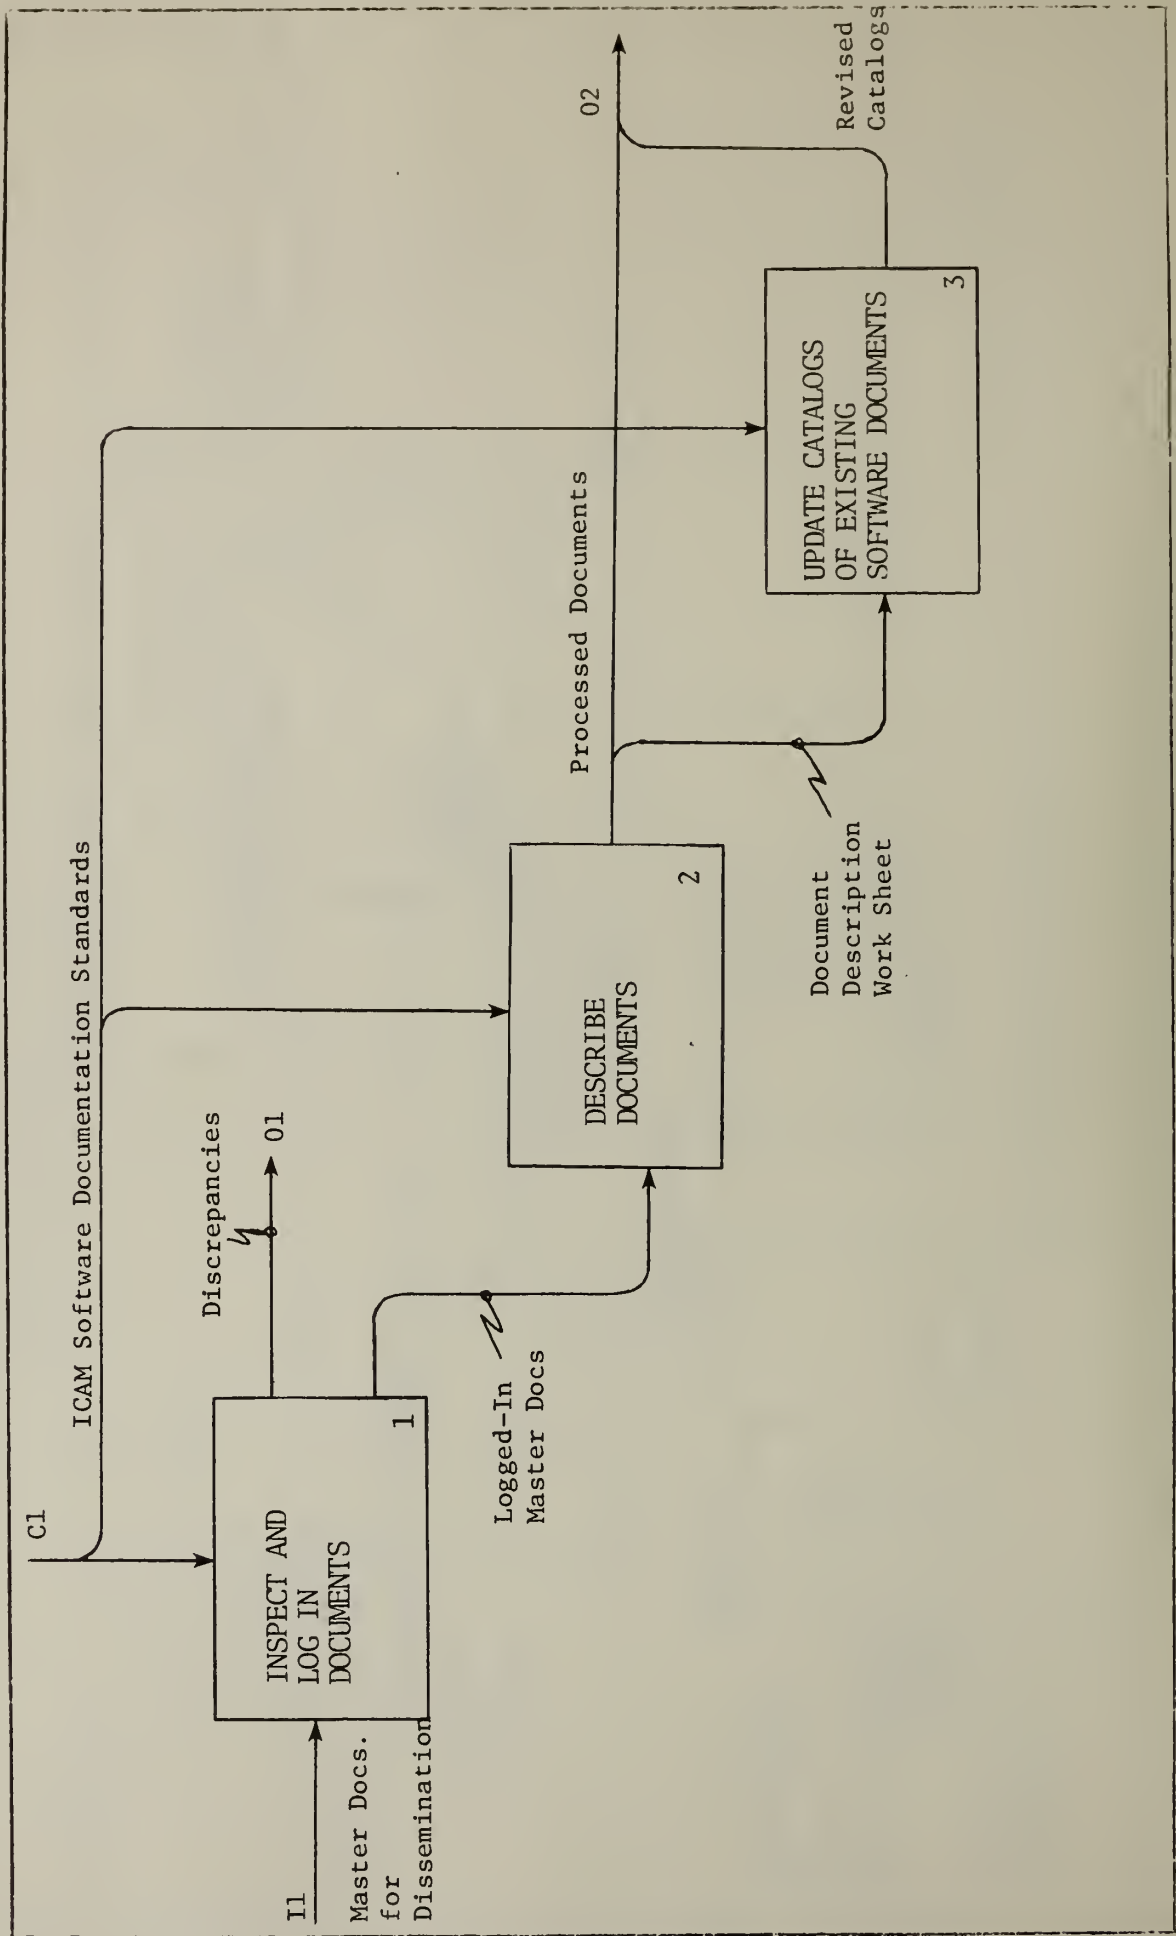 C1
ICAM Software Documentation Standards
I1
Master Docs.
for
Dissemination
INSPECT AND
LOG IN
DOCUMENTS
1
Discrepancies
O1
Logged-In
Master Docs
DESCRIBE
DOCUMENTS
2
Processed Documents
Document
Description
Work Sheet
UPDATE CATALOGS
OF EXISTING
SOFTWARE DOCUMENTS
3
O2
Revised
Catalogs